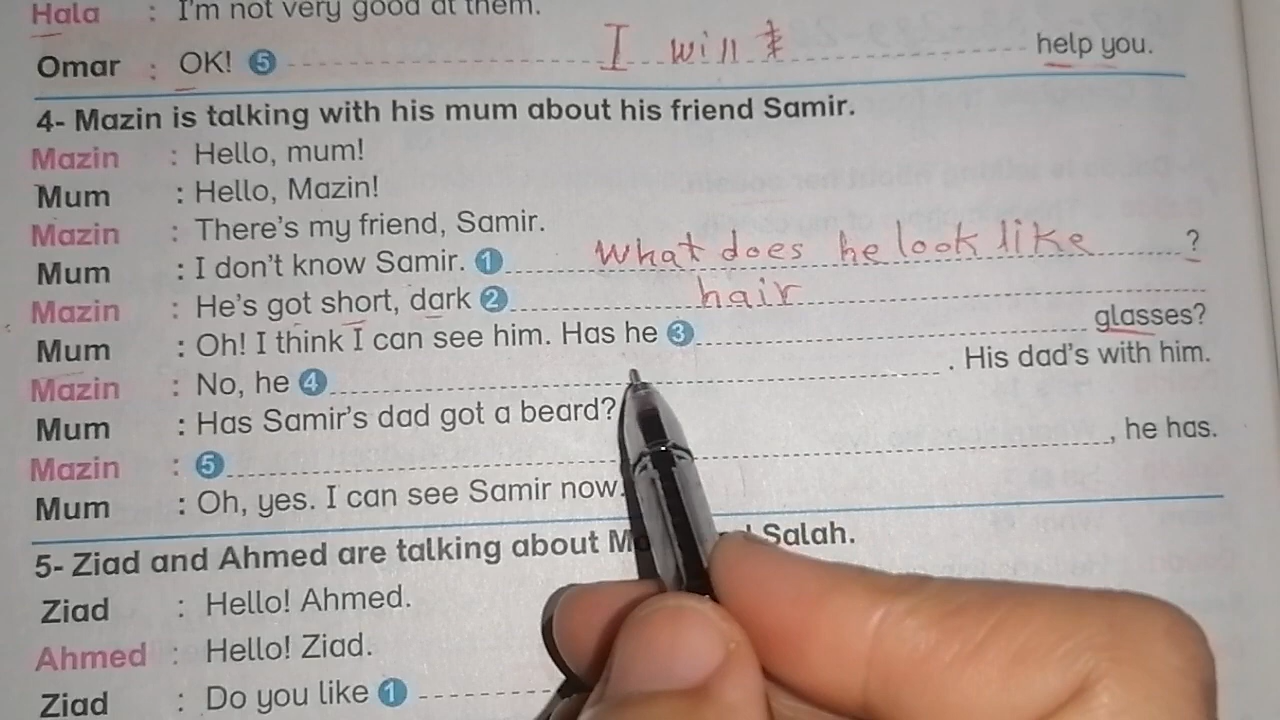 Hala : I'm not very good at them.
Omar : OK! 5 I will help you.
4- Mazin is talking with his mum about his friend Samir.
Mazin : Hello, mum!
Mum : Hello, Mazin!
Mazin : There's my friend, Samir.
Mum : I don't know Samir. 1 What does he look like ?
Mazin : He's got short, dark 2 hair
Mum : Oh! I think I can see him. Has he 3 glasses?
Mazin : No, he 4 . His dad's with him.
Mum : Has Samir's dad got a beard?
Mazin : 5 , he has.
Mum : Oh, yes. I can see Samir now.
5- Ziad and Ahmed are talking about Salah.
Ziad : Hello! Ahmed.
Ahmed : Hello! Ziad.
Ziad : Do you like 1